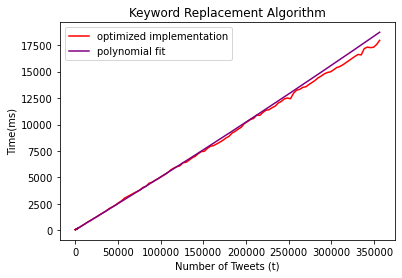 Keyword Replacement Algorithm
optimized implementation
polynomial fit
17500
15000
12500
10000
7500
5000
2500
0
Time(ms)
0 50000 100000 150000 200000 250000 300000 350000
Number of Tweets (t)